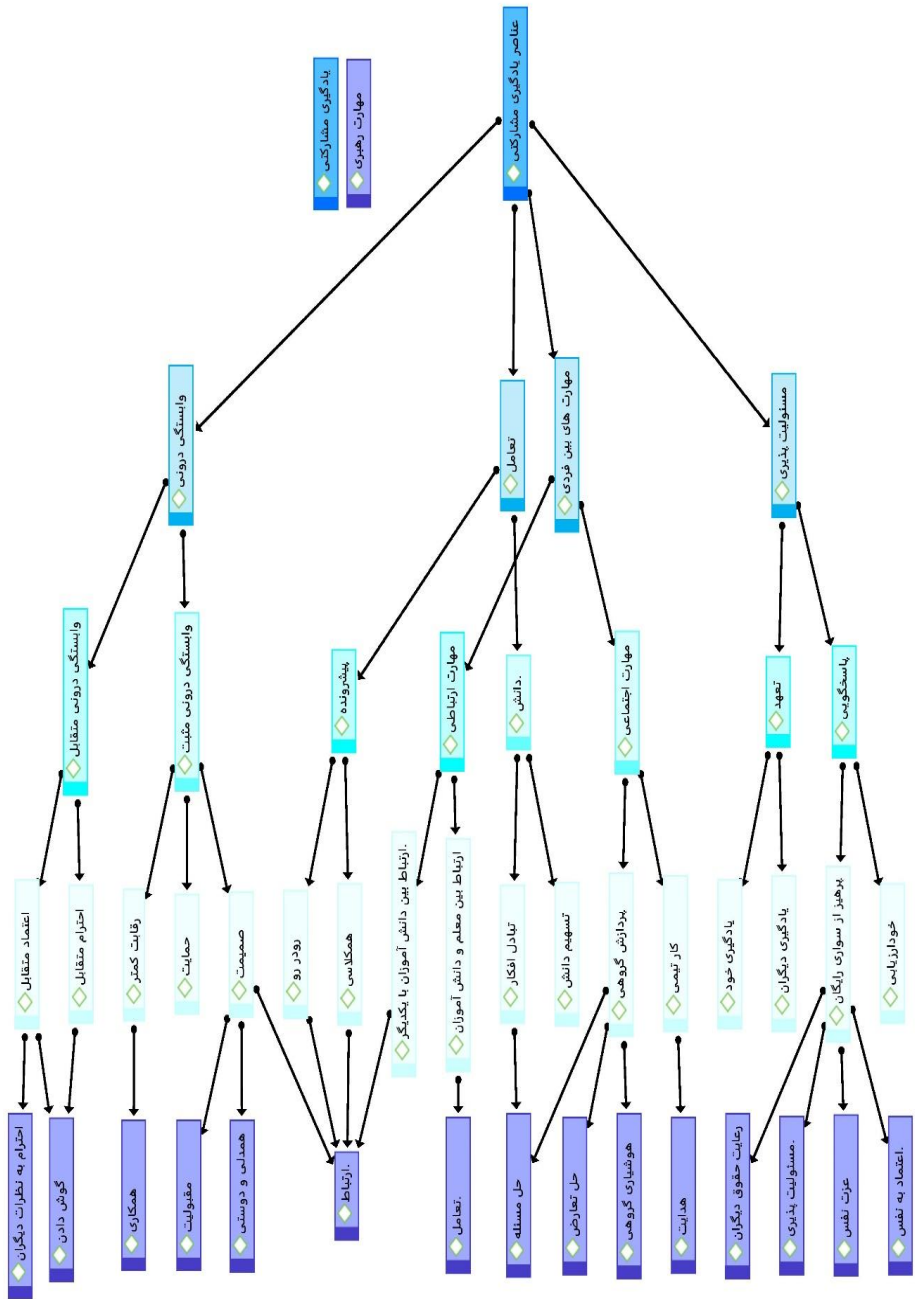 عناصر یادگیری مشارکتی
یادگیری مشارکتی
مهارت رهبری
وابستگی درونی
تعامل
مهارت های بین فردی
مسئولیت پذیری
وابستگی درونی متقابل
وابستگی درونی مثبت
پیشرونده
مهارت ارتباطی
دانش.
مهارت اجتماعی
تعهد
پاسخگویی
اعتماد متقابل
احترام متقابل
رقابت کمتر
حمایت
صمیمت
رودر رو
همکلاسی
ارتباط بین دانش آموزان با یکدیگر.
ارتباط بین معلم و دانش آموزان
تبادل افکار
تسهیم دانش
پردازش گروهی
کار تیمی
یادگیری خود
یادگیری دیگران
پرهیز از سواری رایگان
خودارزیابی
احترام به نظرات دیگران
گوش دادن
همکاری
مقبولیت
همدلی و دوستی
ارتباط.
تعامل.
حل مسئله
حل تعارض
هوشیاری گروهی
هدایت
رعایت حقوق دیگران
مسئولیت پذیری.
عزت نفس
اعتماد به نفس.